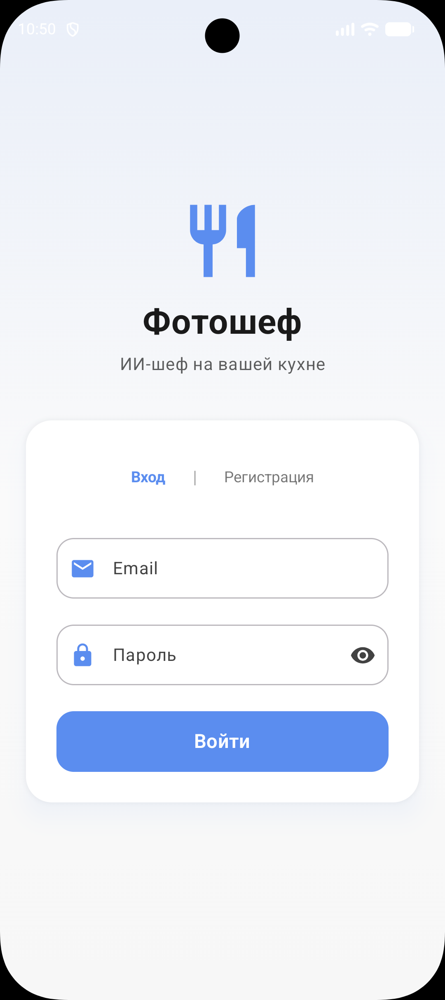 10:50
Фотошеф
ИИ-шеф на вашей кухне
Вход | Регистрация
Email
Пароль
Войти